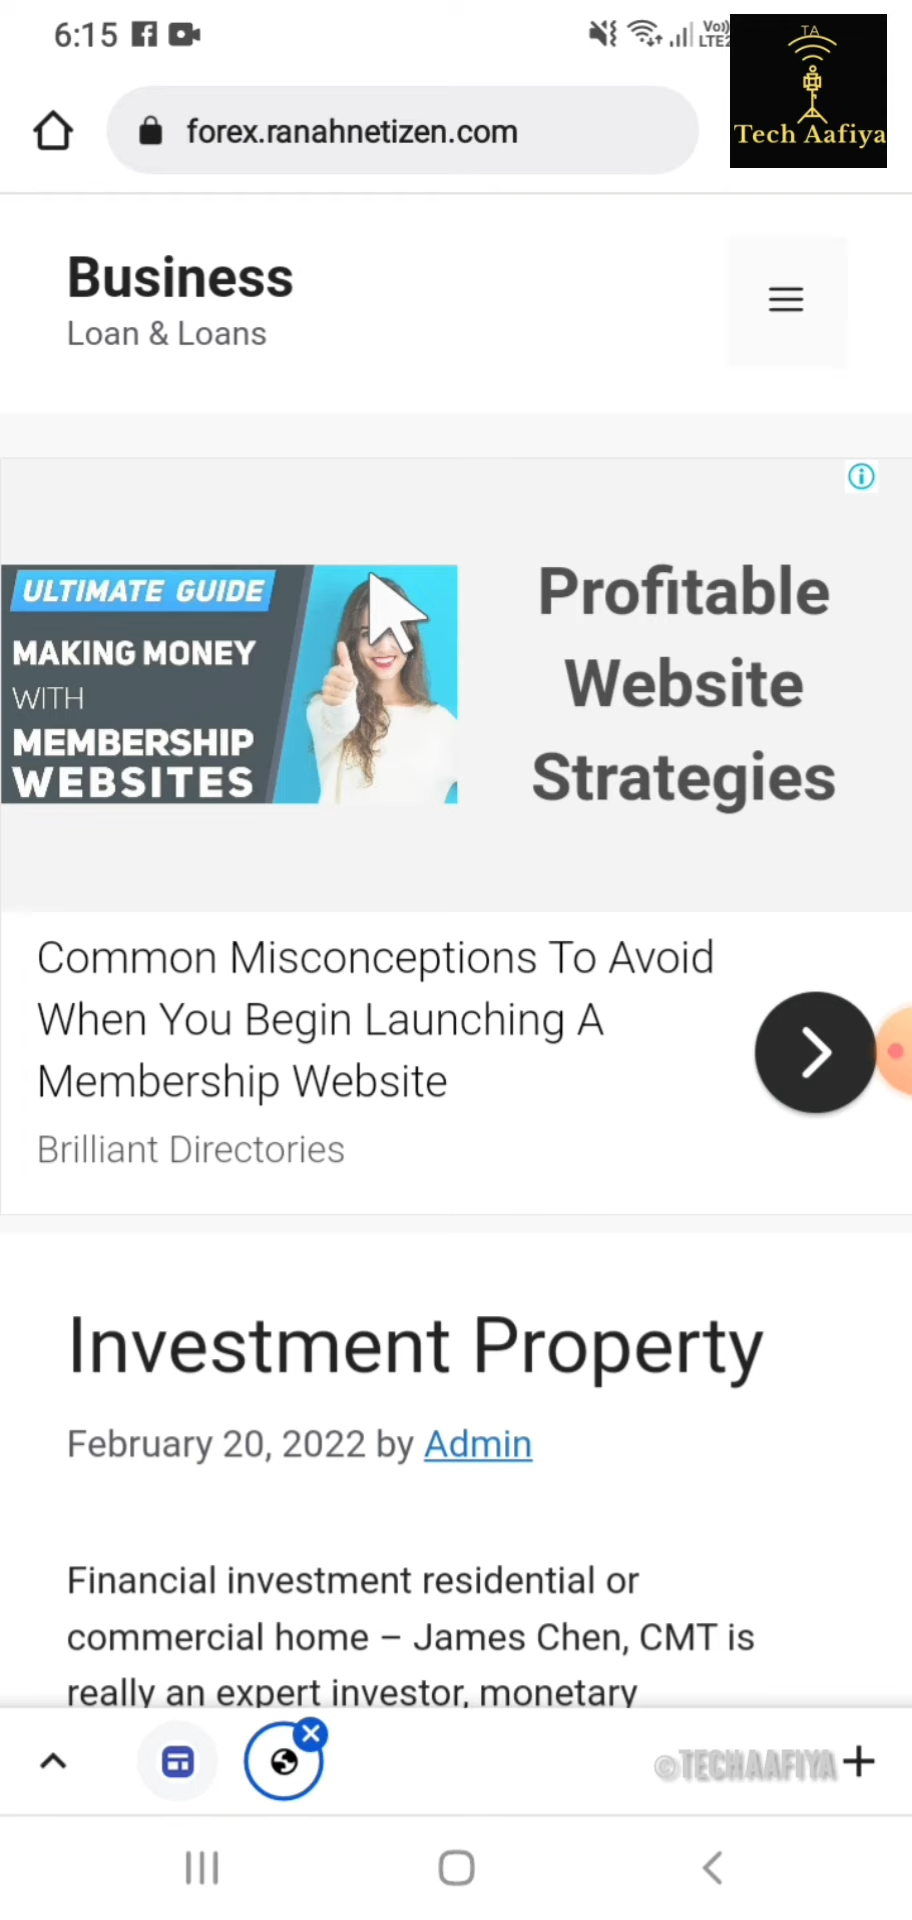 6:15
Vo))
LTE2
TA
Tech Aafiya
forex.ranahnetizen.com
Business
Loan & Loans
ULTIMATE GUIDE
MAKING MONEY
WITH
MEMBERSHIP
WEBSITES
Profitable
Website
Strategies
Common Misconceptions To Avoid
When You Begin Launching A
Membership Website
Brilliant Directories
Investment Property
February 20, 2022 by Admin
Financial investment residential or
commercial home – James Chen, CMT is
really an expert investor, monetary
©TECHAAFIYA